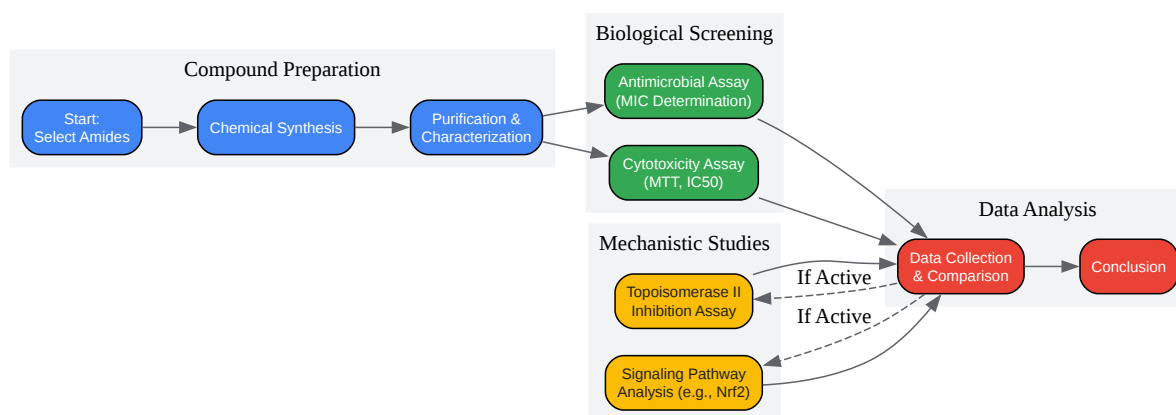 Compound Preparation
Start:
Select Amides
Chemical Synthesis
Purification &
Characterization
Biological Screening
Antimicrobial Assay
(MIC Determination)
Cytotoxicity Assay
(MTT, IC50)
Mechanistic Studies
Topoisomerase II
Inhibition Assay
Signaling Pathway
Analysis (e.g., Nrf2)
If Active
If Active
Data Analysis
Data Collection
& Comparison
Conclusion